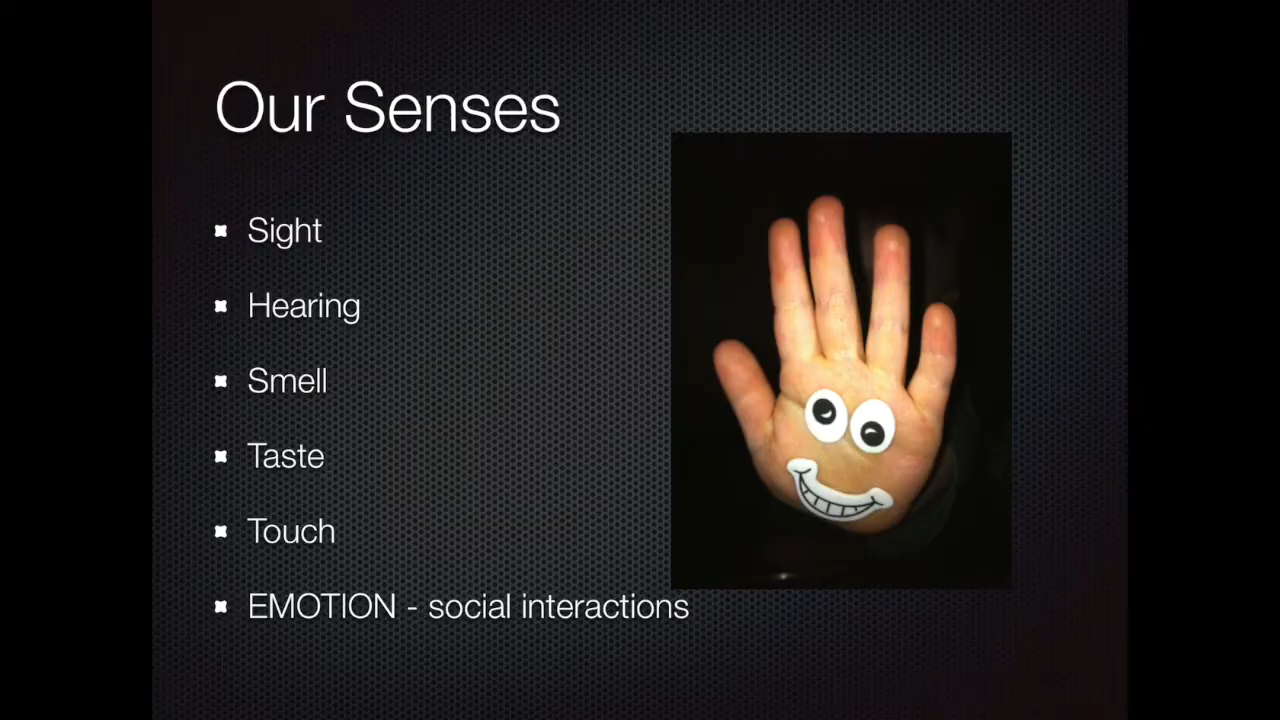 Our Senses
Sight
Hearing
Smell
Taste
Touch
EMOTION - social interactions